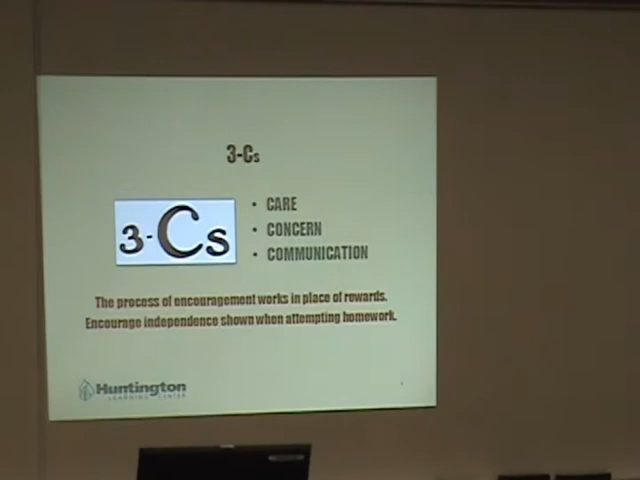 3-Cs
3-Cs
• CARE
• CONCERN
• COMMUNICATION
The process of encouragement works in place of rewards.
Encourage independence shown when attempting homework.
Huntington
LEARNING CENTER